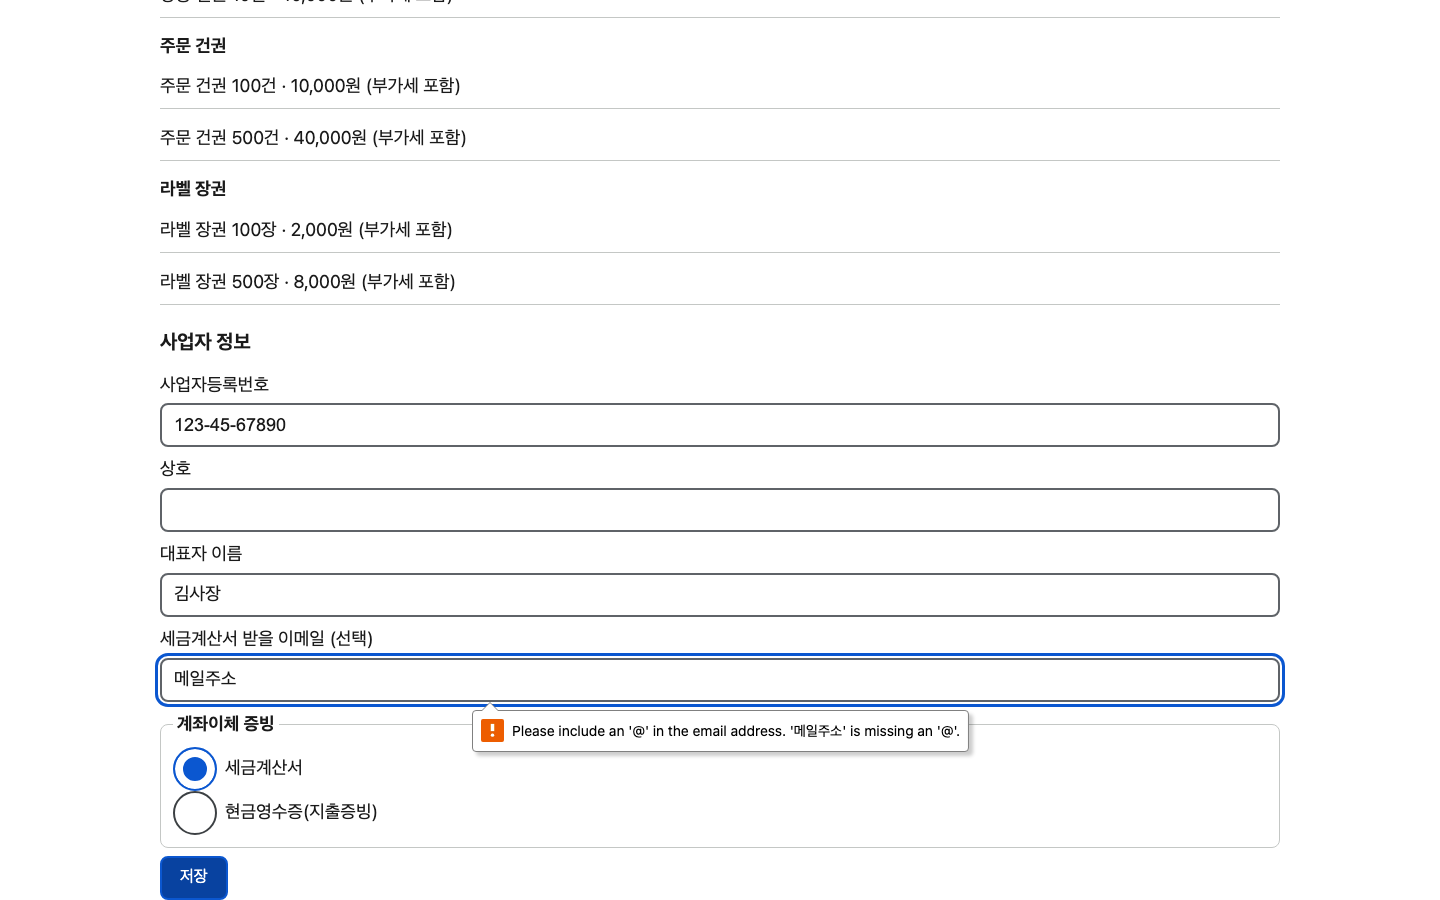 주문 건권
주문 건권 100건 · 10,000원 (부가세 포함)
주문 건권 500건 · 40,000원 (부가세 포함)
라벨 장권
라벨 장권 100장 · 2,000원 (부가세 포함)
라벨 장권 500장 · 8,000원 (부가세 포함)
사업자 정보
사업자등록번호
123-45-67890
상호
대표자 이름
김사장
세금계산서 받을 이메일 (선택)
메일주소
계좌이체 증빙
Please include an '@' in the email address. '메일주소' is missing an '@'.
세금계산서
현금영수증(지출증빙)
저장